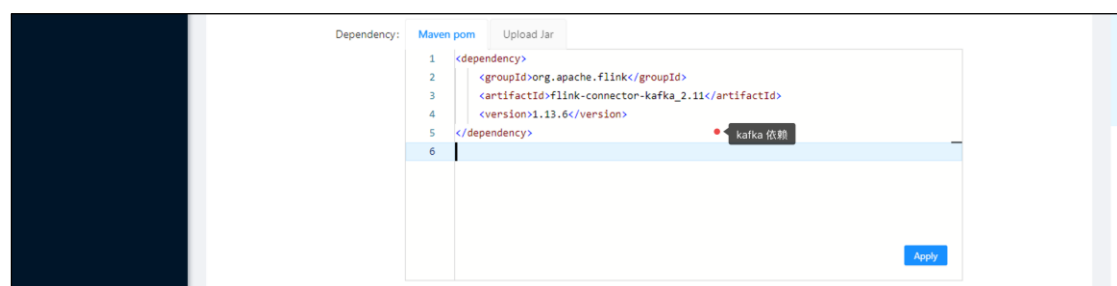 Dependency: Maven pom Upload Jar
1 <dependency>
2 <groupId>org.apache.flink</groupId>
3 <artifactId>flink-connector-kafka_2.11</artifactId>
4 <version>1.13.6</version>
5 </dependency> kafka 依赖
6
Apply